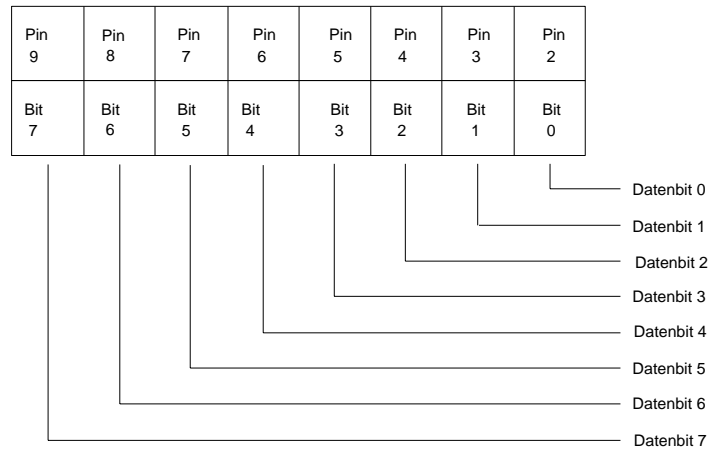 Pin Pin Pin Pin Pin Pin Pin Pin
9 8 7 6 5 4 3 2
Bit Bit Bit Bit Bit Bit Bit Bit
7 6 5 4 3 2 1 0
Datenbit 0
Datenbit 1
Datenbit 2
Datenbit 3
Datenbit 4
Datenbit 5
Datenbit 6
Datenbit 7